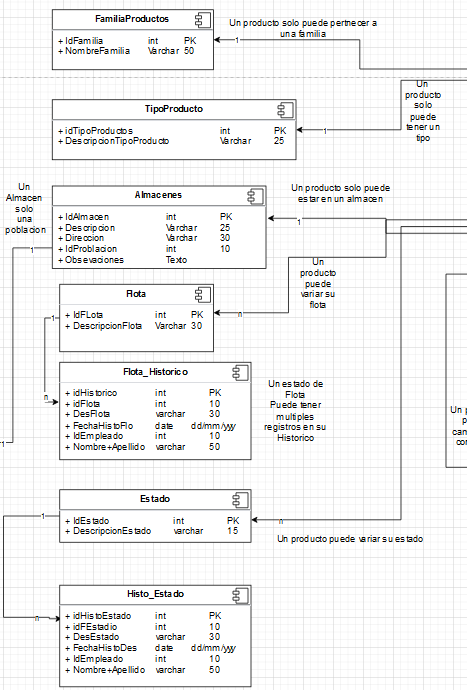 FamiliaProductos
+ IdFamilia int PK
+ NombreFamilia Varchar 50
Un producto solo puede pertnecer a
una familia
1
TipoProducto
+ idTipoProductos int PK
+ DescripcionTipoProducto Varchar 25
1
Un
producto
solo
puede
tener un
tipo
Un
Almacen
solo
una
poblacion
1
Almacenes
+ IdAlmacen int PK
+ Descripcion Varchar 25
+ Direccion Varchar 30
+ IdProblacion int 10
+ Obsevaciones Texto
Un producto solo puede
estar en un almacen
1
Un
producto
puede
variar su
flota
Flota
+ IdFLota int PK
+ DescripcionFlota Varchar 30
n
1
n
Flota_Historico
+ idHistorico int PK
+ idFlota int 10
+ DesFlota varchar 30
+ FechaHistoFlo date dd/mm/yyy
+ IdEmpleado int 10
+ Nombre+Apellido varchar 50
Un estado de
Flota
Puede tener
multiples
registros en su
Historico
Un p
p
can
co
Estado
+ IdEstado int PK
+ DescripcionEstado varchar 15
1
n
Un producto puede variar su estado
n
Histo_Estado
+ idHistoEstado int PK
+ idFEstadio int 10
+ DesEstado varchar 30
+ FechaHistoDes date dd/mm/yyy
+ IdEmpleado int 10
+ Nombre+Apellido varchar 50